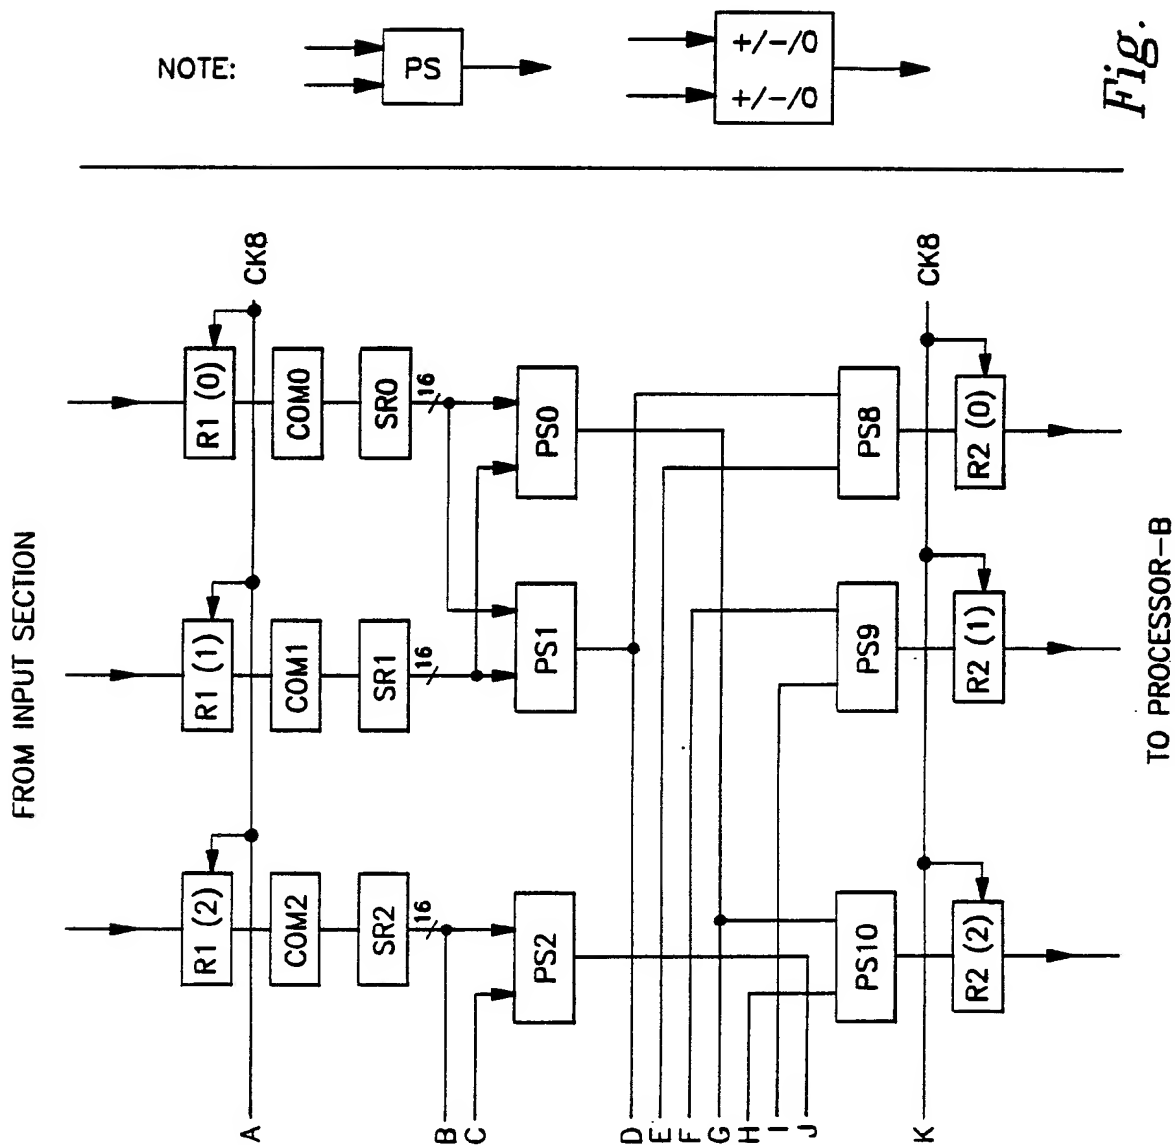 NOTE:
PS
+/−/0
+/−/0
Fig.
FROM INPUT SECTION
R1 (2)
R1 (1)
R1 (0)
A
CK8
COM2
COM1
COM0
SR2
SR1
SR0
16
16
16
B
C
PS2
PS1
PS0
D
E
F
G
H
I
J
PS10
PS9
PS8
K
CK8
R2 (2)
R2 (1)
R2 (0)
TO PROCESSOR-B